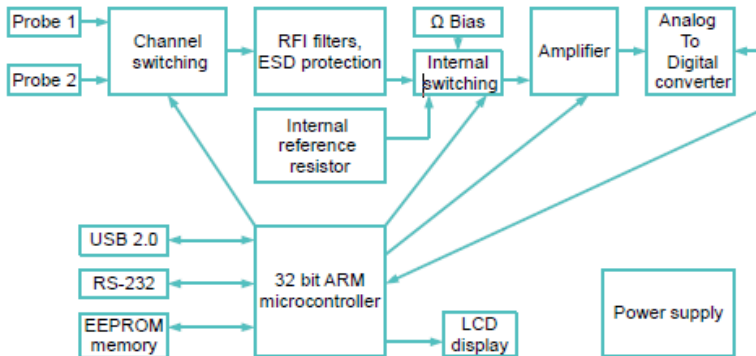 Probe 1
Probe 2
Channel
switching
RFI filters,
ESD protection
Ω Bias
Internal
switching
Amplifier
Analog
To
Digital
converter
Internal
reference
resistor
USB 2.0
RS-232
EEPROM
memory
32 bit ARM
microcontroller
LCD
display
Power supply